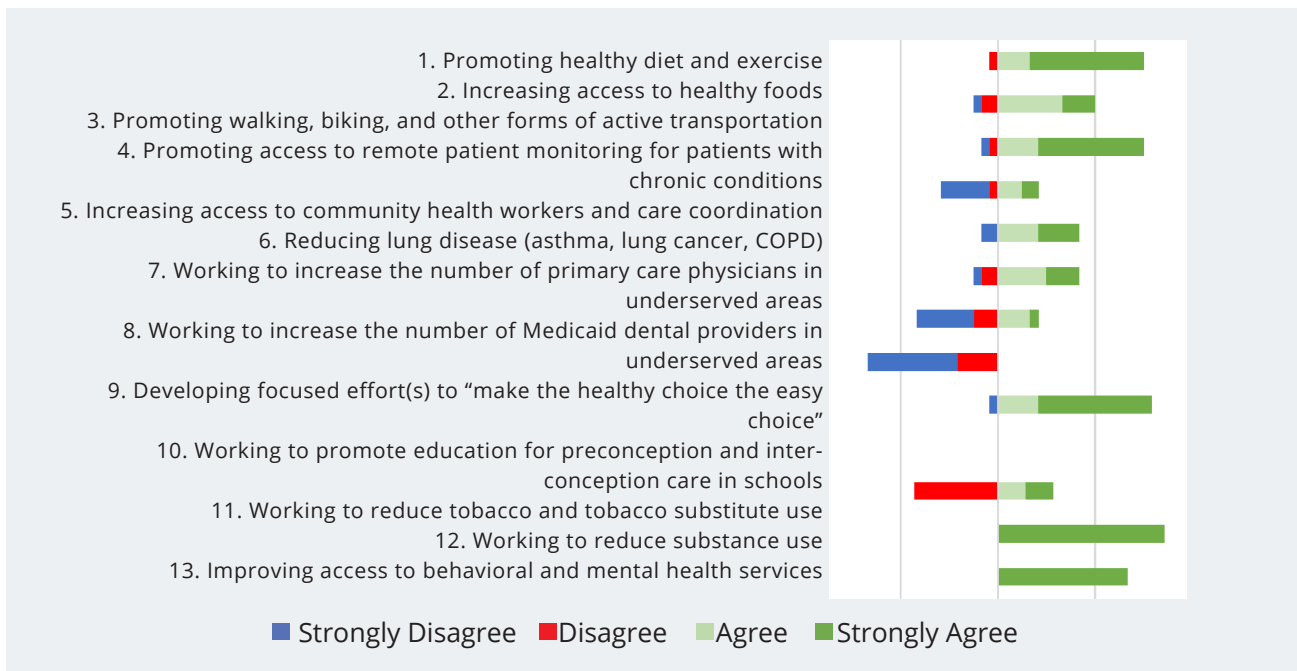 1. Promoting healthy diet and exercise
2. Increasing access to healthy foods
3. Promoting walking, biking, and other forms of active transportation
4. Promoting access to remote patient monitoring for patients with
chronic conditions
5. Increasing access to community health workers and care coordination
6. Reducing lung disease (asthma, lung cancer, COPD)
7. Working to increase the number of primary care physicians in
underserved areas
8. Working to increase the number of Medicaid dental providers in
underserved areas
9. Developing focused effort(s) to “make the healthy choice the easy
choice”
10. Working to promote education for preconception and inter-
conception care in schools
11. Working to reduce tobacco and tobacco substitute use
12. Working to reduce substance use
13. Improving access to behavioral and mental health services
Strongly Disagree Disagree Agree Strongly Agree